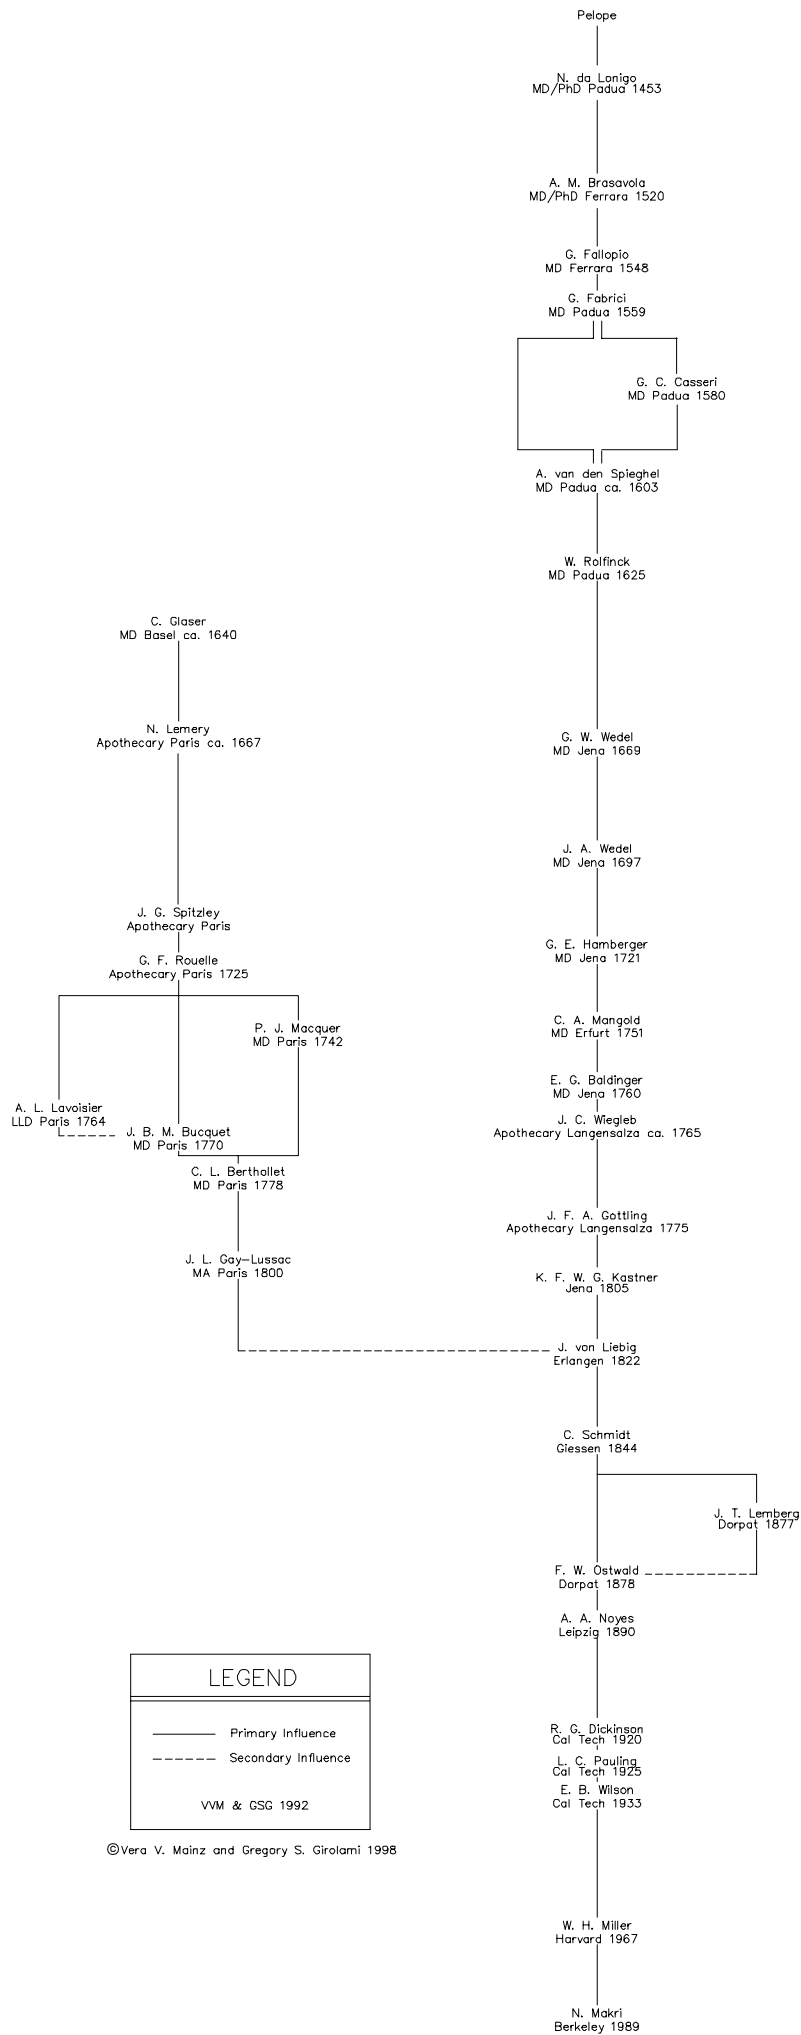 Pelope
N. da Lonigo
MD/PhD Padua 1453
A. M. Brasavola
MD/PhD Ferrara 1520
G. Fallopio
MD Ferrara 1548
G. Fabrici
MD Padua 1559
G. C. Casseri
MD Padua 1580
A. van den Spieghel
MD Padua ca. 1603
W. Rolfinck
MD Padua 1625
C. Glaser
MD Basel ca. 1640
N. Lemery
Apothecary Paris ca. 1667
G. W. Wedel
MD Jena 1669
J. A. Wedel
MD Jena 1697
J. G. Spitzley
Apothecary Paris
G. E. Hamberger
MD Jena 1721
G. F. Rouelle
Apothecary Paris 1725
P. J. Macquer
MD Paris 1742
C. A. Mangold
MD Erfurt 1751
E. G. Baldinger
MD Jena 1760
A. L. Lavoisier
LLD Paris 1764
J. C. Wiegleb
Apothecary Langensalza ca. 1765
J. B. M. Bucquet
MD Paris 1770
C. L. Berthollet
MD Paris 1778
J. F. A. Gottling
Apothecary Langensalza 1775
J. L. Gay-Lussac
MA Paris 1800
K. F. W. G. Kastner
Jena 1805
J. von Liebig
Erlangen 1822
C. Schmidt
Giessen 1844
J. T. Lemberg
Dorpat 1877
F. W. Ostwald
Dorpat 1878
A. A. Noyes
Leipzig 1890
R. G. Dickinson
Cal Tech 1920
L. C. Pauling
Cal Tech 1925
E. B. Wilson
Cal Tech 1933
W. H. Miller
Harvard 1967
N. Makri
Berkeley 1989
LEGEND
Primary Influence
Secondary Influence
VVM & GSG 1992
©Vera V. Mainz and Gregory S. Girolami 1998